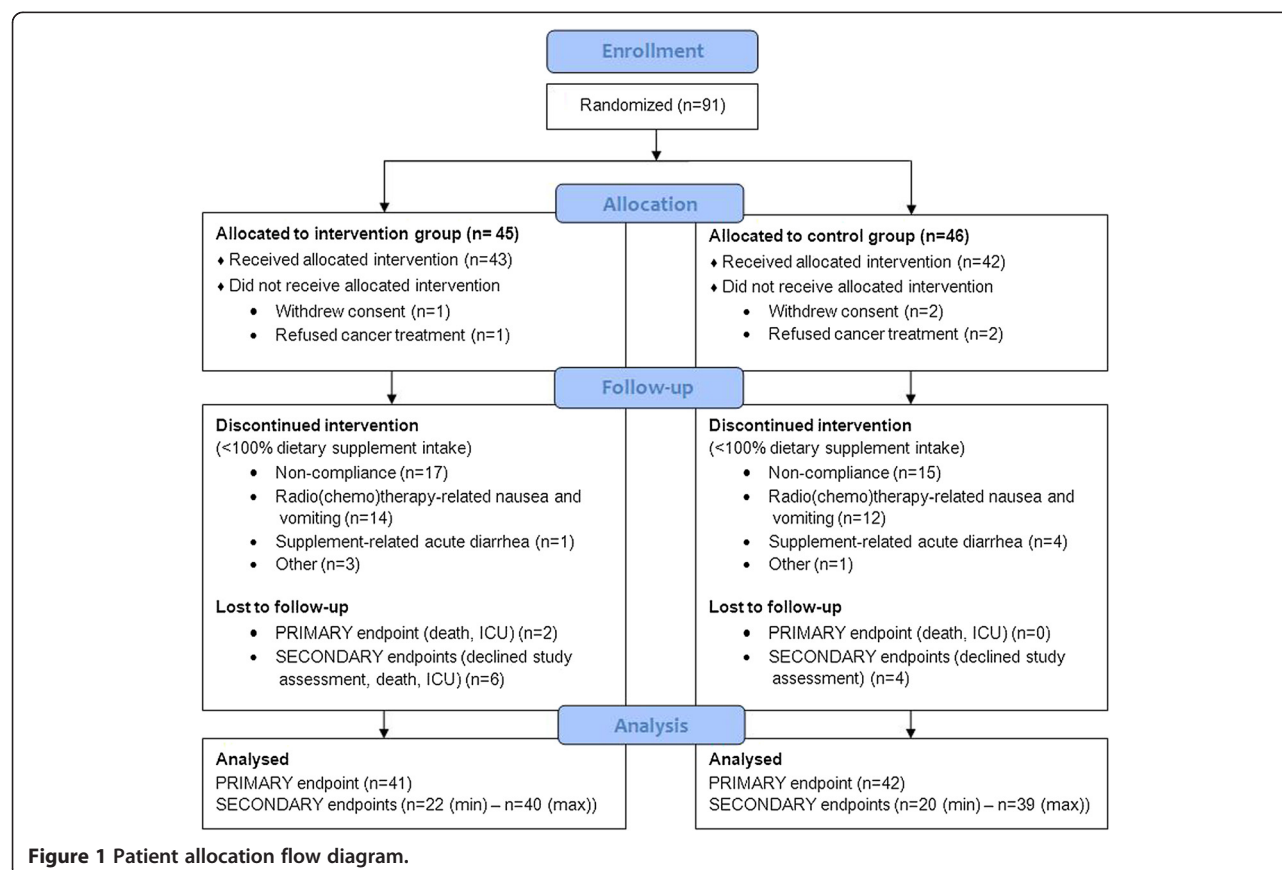 Enrollment
Randomized (n=91)
Allocation
Allocated to intervention group (n= 45)
♦ Received allocated intervention (n=43)
♦ Did not receive allocated intervention
• Withdrew consent (n=1)
• Refused cancer treatment (n=1)
Allocated to control group (n=46)
♦ Received allocated intervention (n=42)
♦ Did not receive allocated intervention
• Withdrew consent (n=2)
• Refused cancer treatment (n=2)
Follow-up
Discontinued intervention
(<100% dietary supplement intake)
• Non-compliance (n=17)
• Radio(chemo)therapy-related nausea and
vomiting (n=14)
• Supplement-related acute diarrhea (n=1)
• Other (n=3)
Lost to follow-up
• PRIMARY endpoint (death, ICU) (n=2)
• SECONDARY endpoints (declined study
assessment, death, ICU) (n=6)
Discontinued intervention
(<100% dietary supplement intake)
• Non-compliance (n=15)
• Radio(chemo)therapy-related nausea and
vomiting (n=12)
• Supplement-related acute diarrhea (n=4)
• Other (n=1)
Lost to follow-up
• PRIMARY endpoint (death, ICU) (n=0)
• SECONDARY endpoints (declined study
assessment) (n=4)
Analysis
Analysed
PRIMARY endpoint (n=41)
SECONDARY endpoints (n=22 (min) – n=40 (max))
Analysed
PRIMARY endpoint (n=42)
SECONDARY endpoints (n=20 (min) – n=39 (max))
Figure 1 Patient allocation flow diagram.